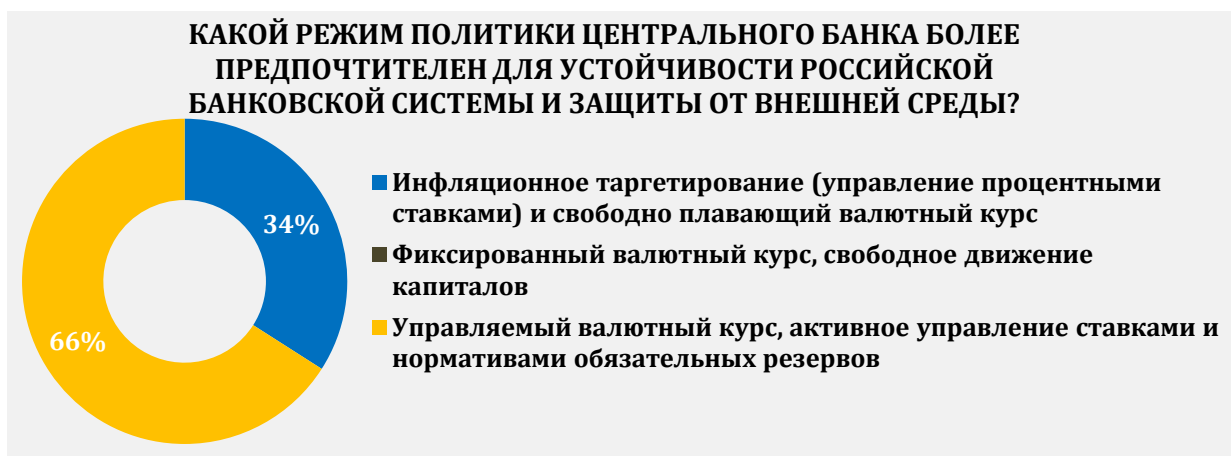 КАКОЙ РЕЖИМ ПОЛИТИКИ ЦЕНТРАЛЬНОГО БАНКА БОЛЕЕ
ПРЕДПОЧТИТЕЛЕН ДЛЯ УСТОЙЧИВОСТИ РОССИЙСКОЙ
БАНКОВСКОЙ СИСТЕМЫ И ЗАЩИТЫ ОТ ВНЕШНЕЙ СРЕДЫ?
34%
66%
Инфляционное таргетирование (управление процентными
ставками) и свободно плавающий валютный курс
Фиксированный валютный курс, свободное движение
капиталов
Управляемый валютный курс, активное управление ставками и
нормативами обязательных резервов